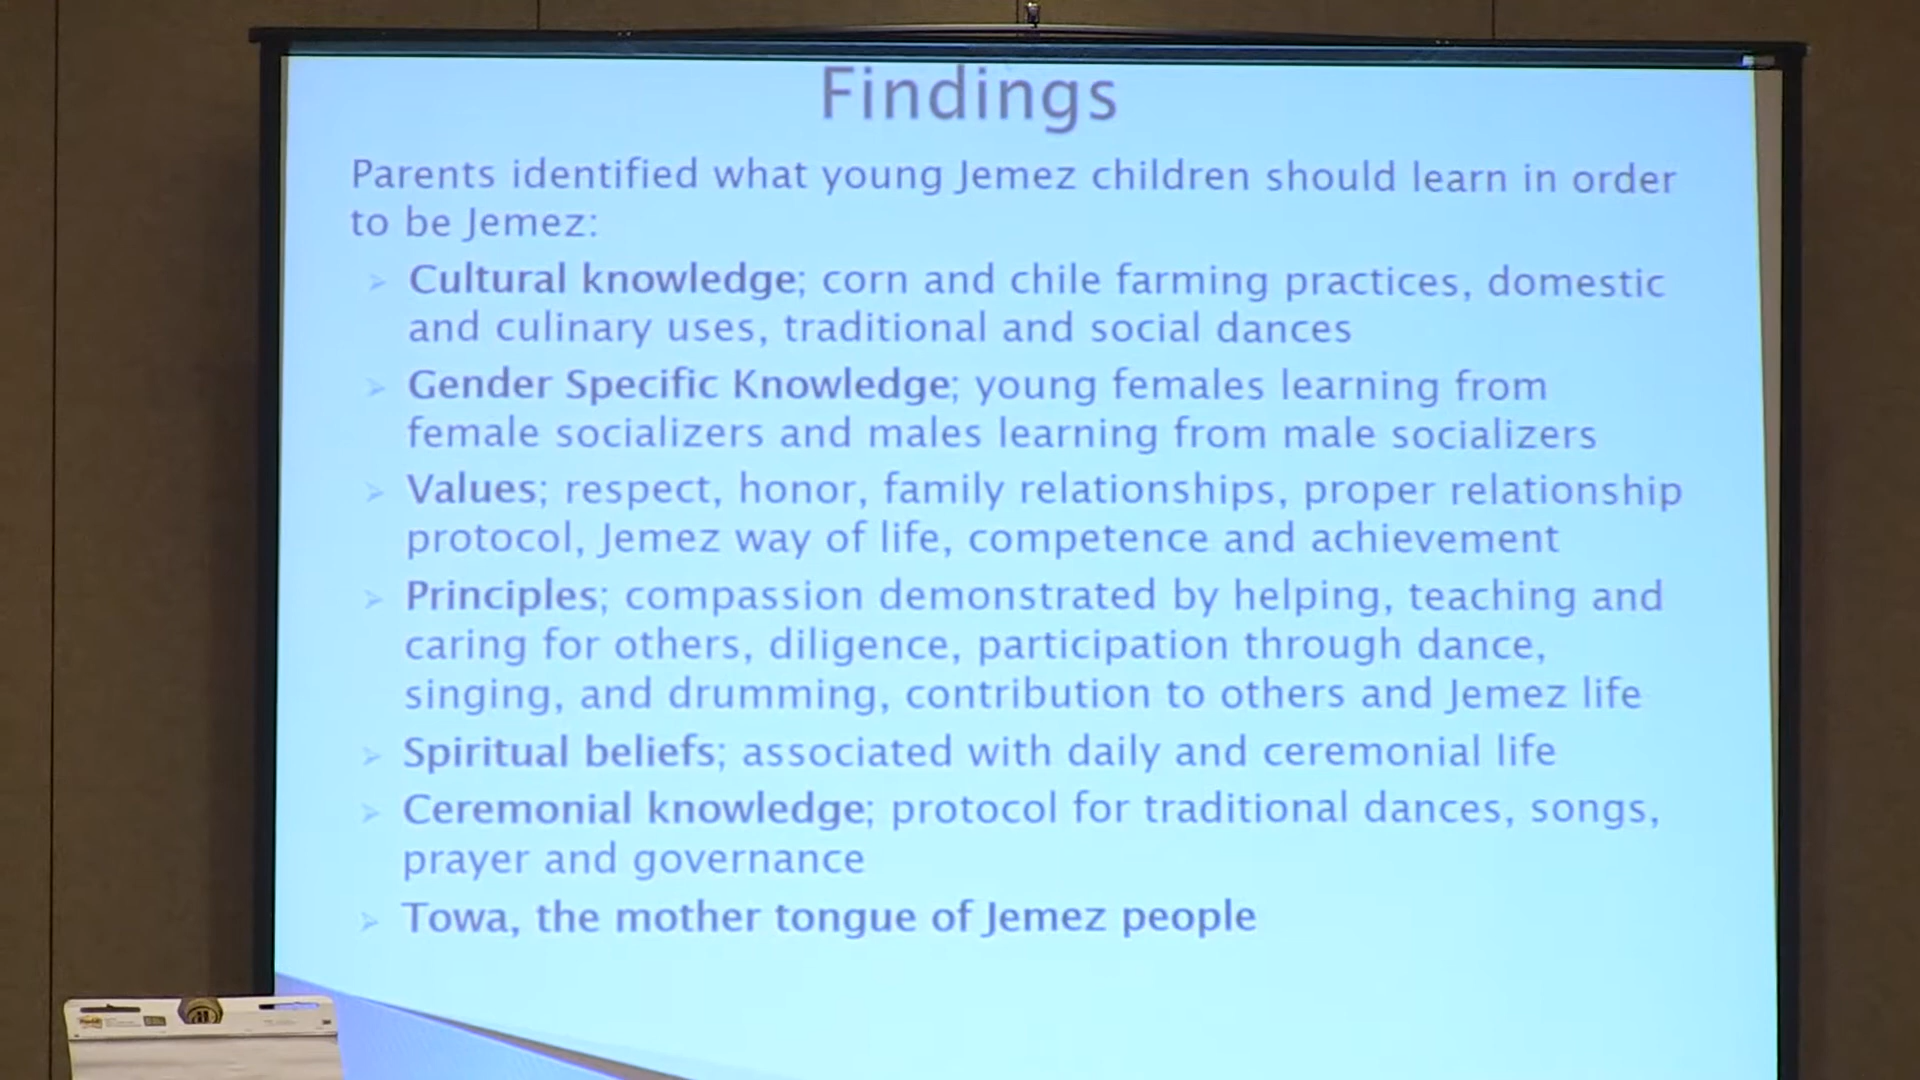 Findings
Parents identified what young Jemez children should learn in order
to be Jemez:
Cultural knowledge; corn and chile farming practices, domestic
and culinary uses, traditional and social dances
Gender Specific Knowledge; young females learning from
female socializers and males learning from male socializers
Values; respect, honor, family relationships, proper relationship
protocol, Jemez way of life, competence and achievement
Principles; compassion demonstrated by helping, teaching and
caring for others, diligence, participation through dance,
singing, and drumming, contribution to others and Jemez life
Spiritual beliefs; associated with daily and ceremonial life
Ceremonial knowledge; protocol for traditional dances, songs,
prayer and governance
Towa, the mother tongue of Jemez people